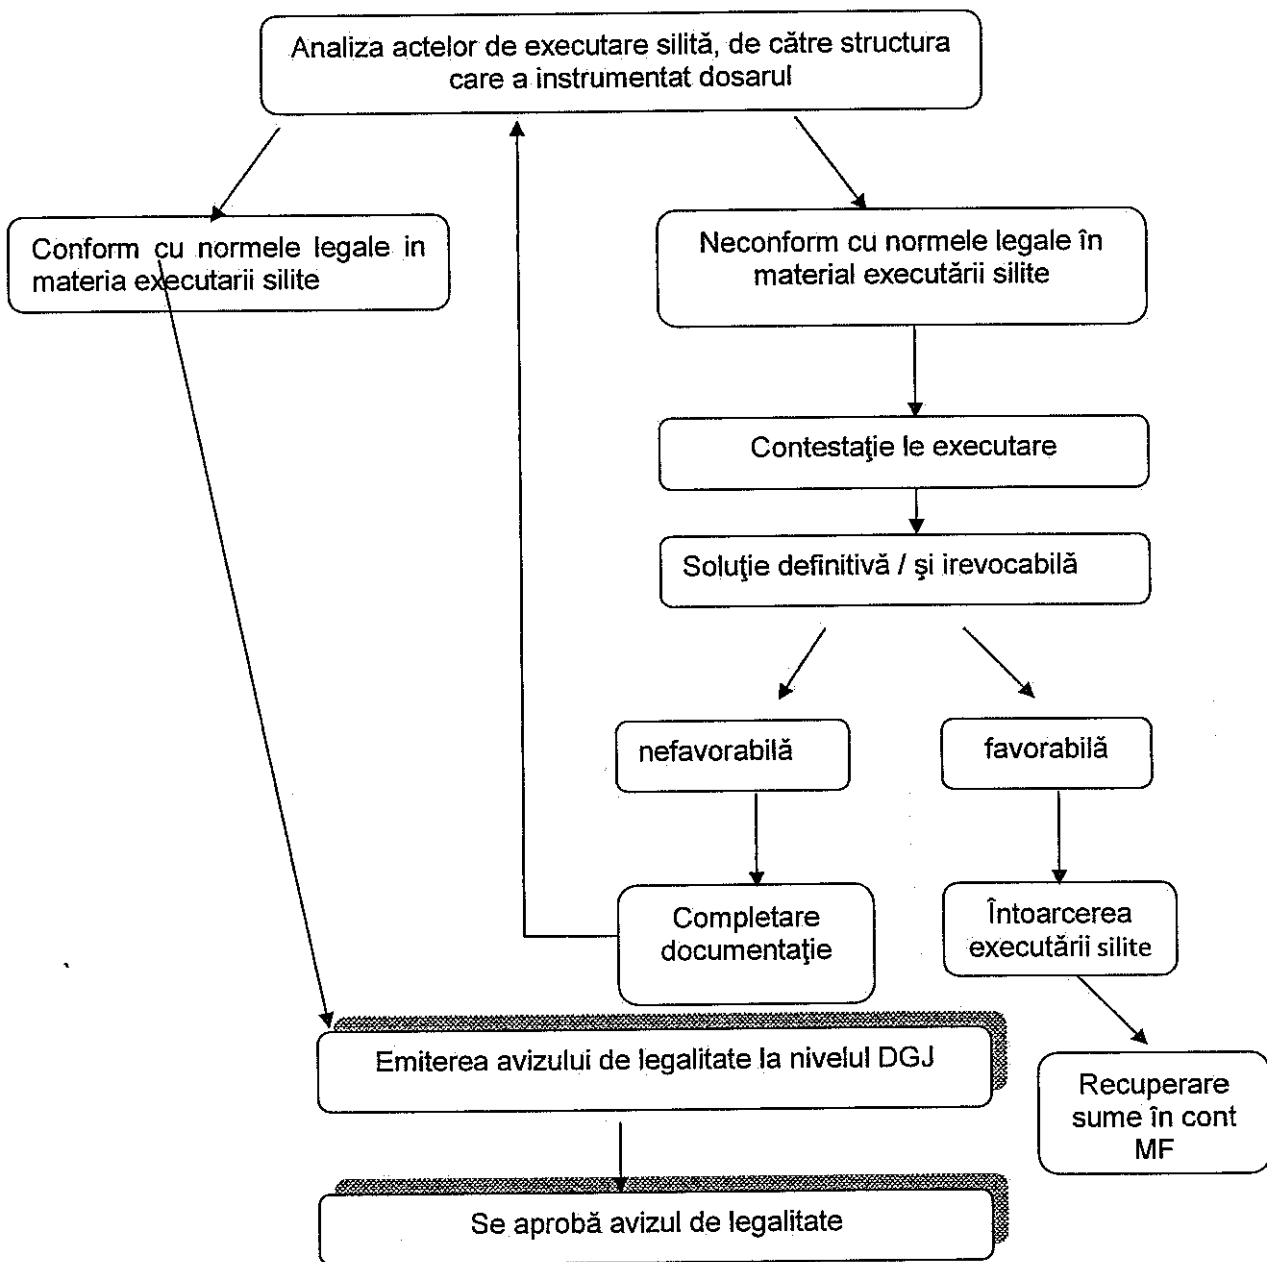 Analiza actelor de executare silită, de către structura
care a instrumentat dosarul
Conform cu normele legale in
materia executarii silite
Neconform cu normele legale în
material executării silite
Contestaţie le executare
Soluţie definitivă / şi irevocabilă
nefavorabilă
favorabilă
Completare
documentaţie
Întoarcerea
executării silite
Emiterea avizului de legalitate la nivelul DGJ
Recuperare
sume în cont
MF
Se aprobă avizul de legalitate